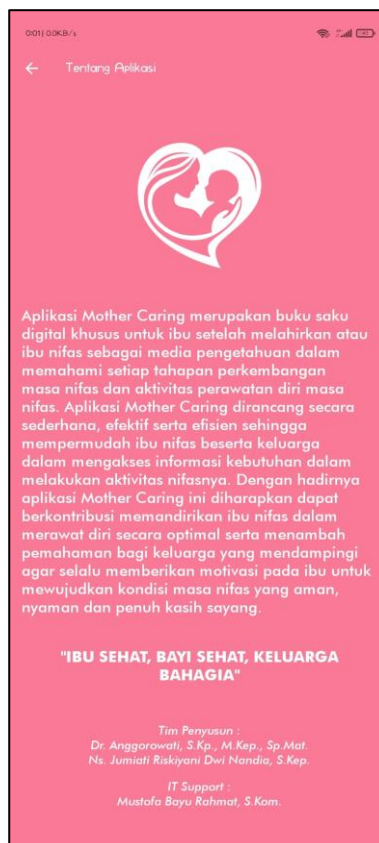 0:01 | 0.0KB/s
Tentang Aplikasi
Aplikasi Mother Caring merupakan buku saku
digital khusus untuk ibu setelah melahirkan atau
ibu nifas sebagai media pengetahuan dalam
memahami setiap tahapan perkembangan
masa nifas dan aktivitas perawatan diri masa
nifas. Aplikasi Mother Caring dirancang secara
sederhana, efektif serta efisien sehingga
mempermudah ibu nifas beserta keluarga
dalam mengakses informasi kebutuhan dalam
melakukan aktivitas nifasnya. Dengan hadirnya
aplikasi Mother Caring ini diharapkan dapat
berkontribusi memandirikan ibu nifas dalam
merawat diri secara optimal serta menambah
pemahaman bagi keluarga yang mendampingi
agar selalu memberikan motivasi pada ibu untuk
mewujudkan kondisi masa nifas yang aman,
nyaman dan penuh kasih sayang.
"IBU SEHAT, BAYI SEHAT, KELUARGA
BAHAGIA"
Tim Penyusun :
Dr. Anggorowati, S.Kp., M.Kep., Sp.Mat.
Ns. Jumiati Riskiyani Dwi Nandia, S.Kep.
IT Support :
Mustofa Bayu Rahmat, S.Kom.